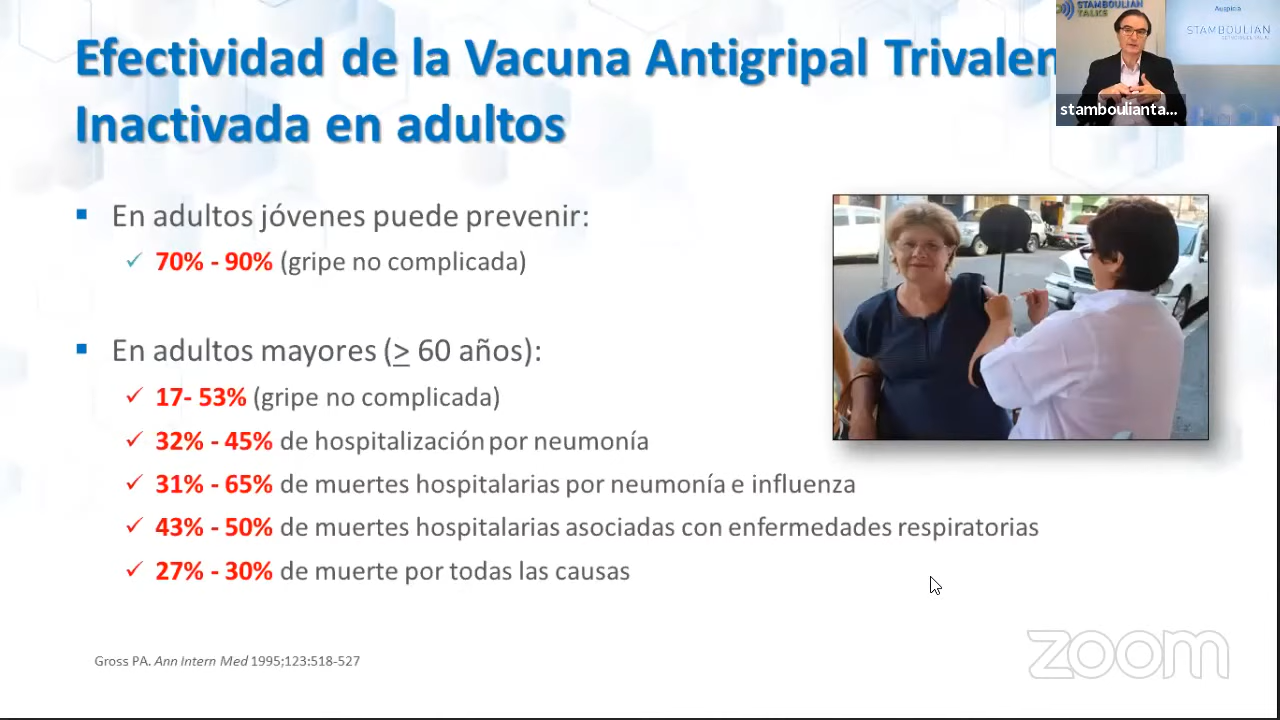 Efectividad de la Vacuna Antigripal Trivalen
Inactivada en adultos
STAMBOULIAN
TALKS
Auspicia
STAMBOULIAN
stamboulianta...
En adultos jóvenes puede prevenir:
70% - 90% (gripe no complicada)
En adultos mayores (≥ 60 años):
17- 53% (gripe no complicada)
32% - 45% de hospitalización por neumonía
31% - 65% de muertes hospitalarias por neumonía e influenza
43% - 50% de muertes hospitalarias asociadas con enfermedades respiratorias
27% - 30% de muerte por todas las causas
Gross PA. Ann Intern Med 1995;123:518-527
zoom